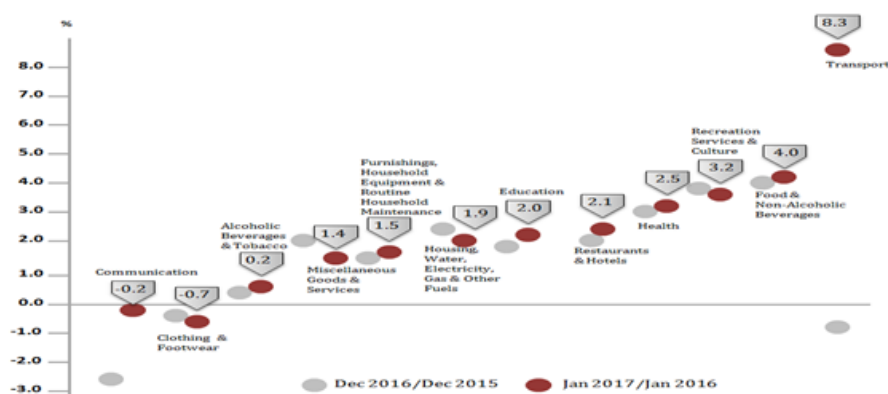 %
8.0
7.0
6.0
5.0
4.0
3.0
2.0
1.0
0.0
-1.0
-2.0
-3.0
Communication
-0.2
-0.7
Clothing &
Footwear
Alcoholic
Beverages
& Tobacco
0.2
1.4
Miscellaneous
Goods &
Services
Furnishings,
Household
Equipment &
Routine
Household
Maintenance
1.5
1.9
Housing,
Water,
Electricity,
Gas & Other
Fuels
Education
2.0
2.1
Restaurants
& Hotels
2.5
Health
Recreation
Services &
Culture
3.2
4.0
Food &
Non-Alcoholic
Beverages
8.3
Transport
Dec 2016/Dec 2015
Jan 2017/Jan 2016